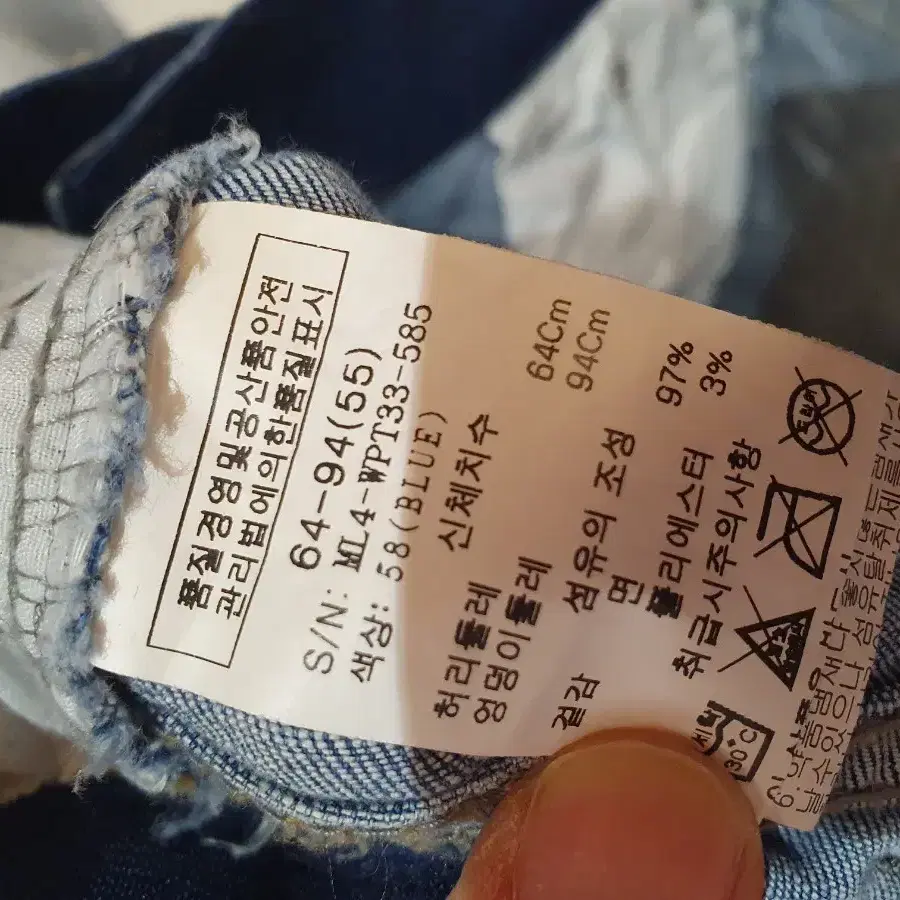 품질경영및공산품안전
관리법에의한품질표시
64-94(55)
S/N: ML4-WPT33-585
색상: 58(BLUE)
신체치수
허리둘레 64Cm
엉덩이둘레 94Cm
섬유의 조성
겉감 면 97%
폴리에스터 3%
취급시주의사항
30°C